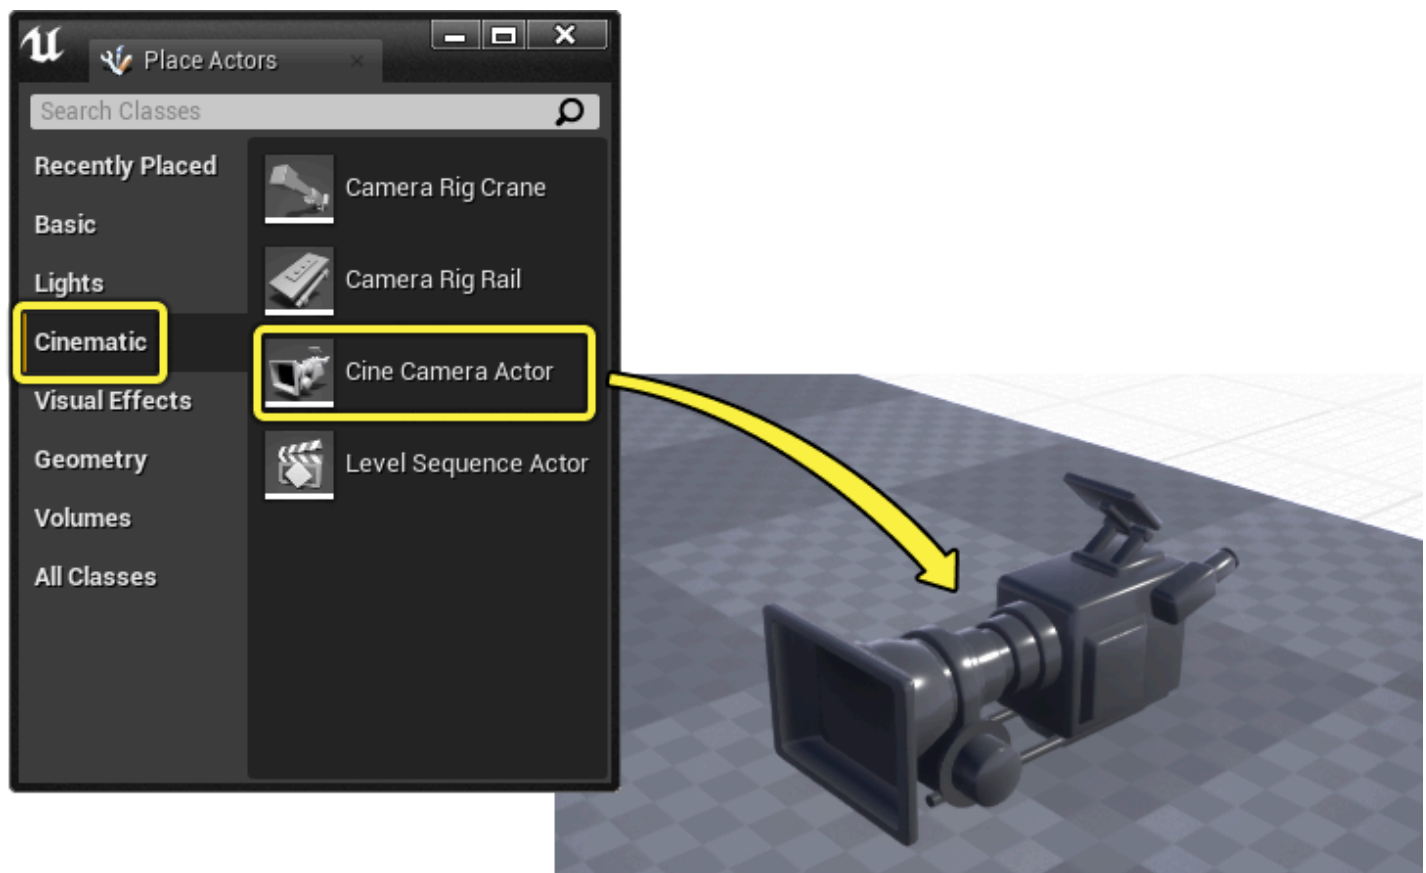 Place Actors
Search Classes
Recently Placed
Basic
Lights
Cinematic
Visual Effects
Geometry
Volumes
All Classes
Camera Rig Crane
Camera Rig Rail
Cine Camera Actor
Level Sequence Actor